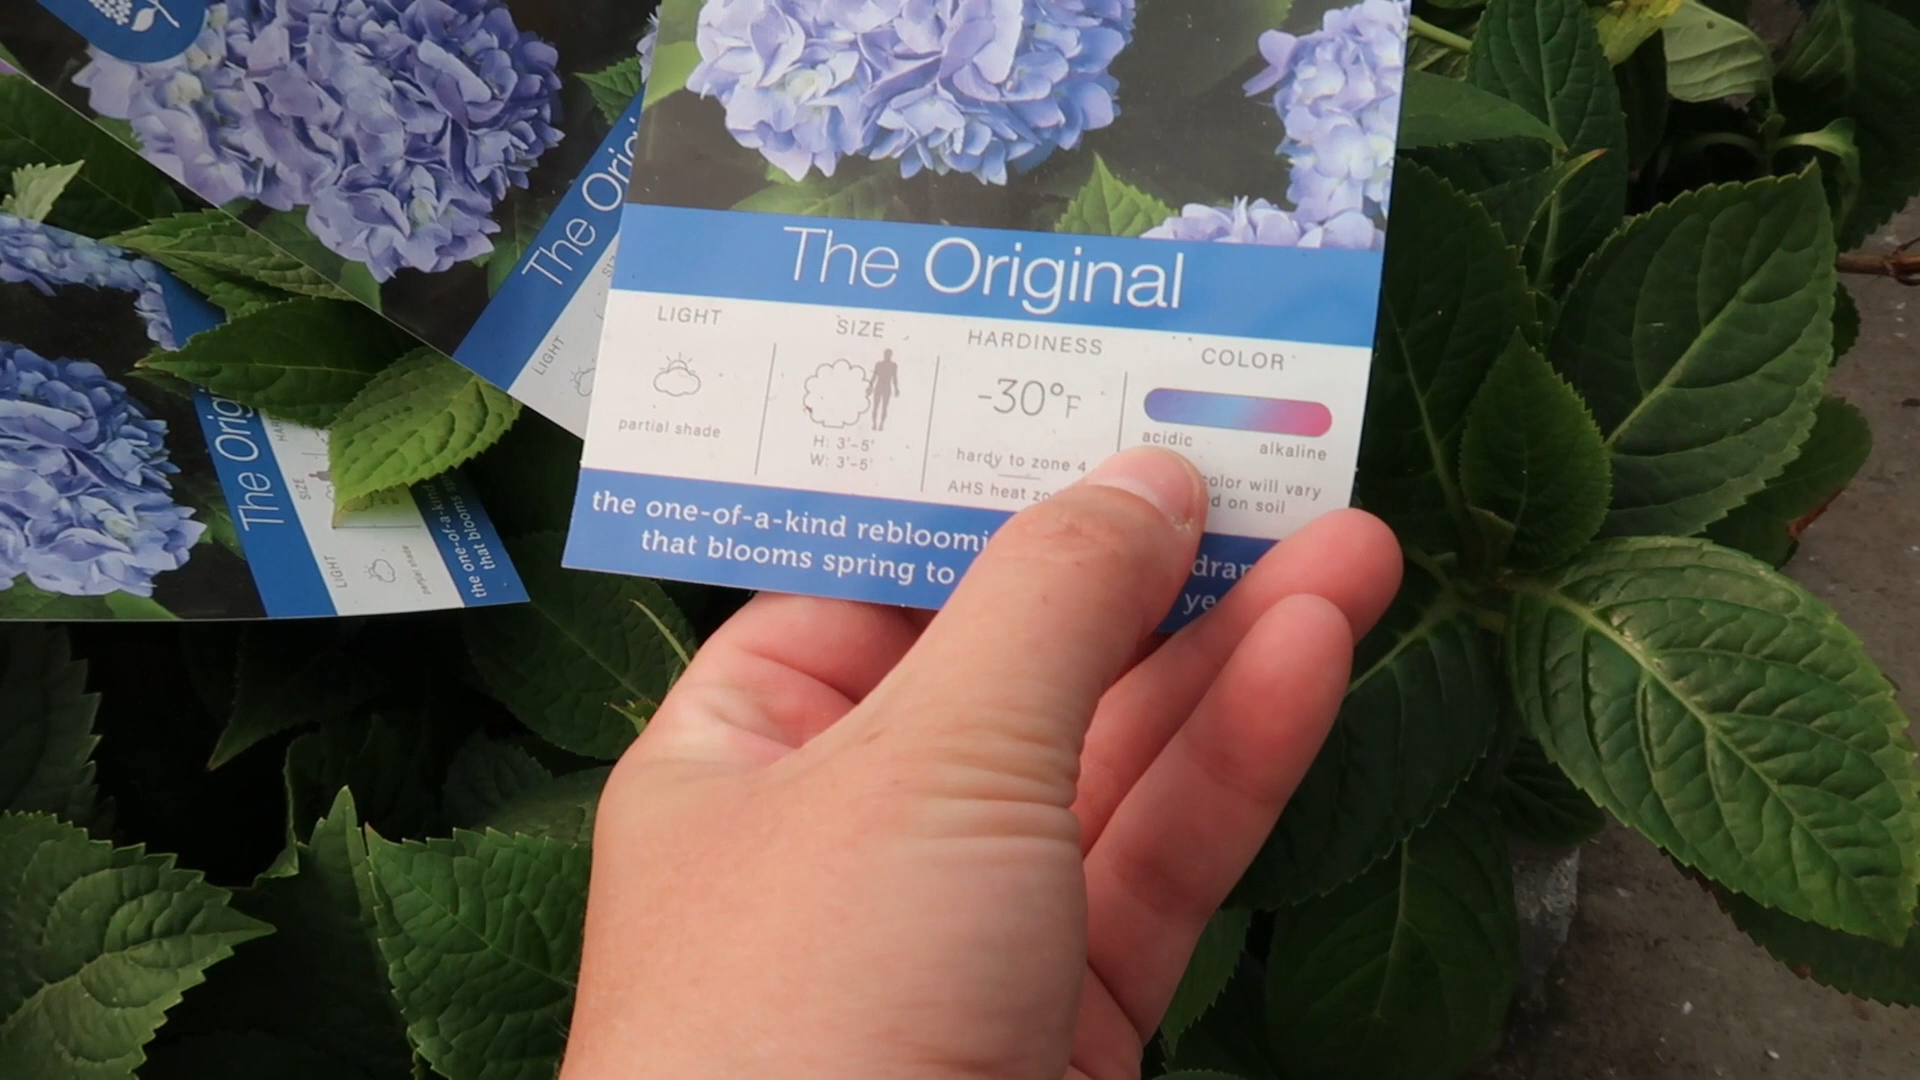 The Original
LIGHT
partial shade
SIZE
H: 3'-5'
W: 3'-5'
HARDINESS
-30°F
hardy to zone 4
AHS heat
COLOR
acidic alkaline
color will vary
on soil
the one-of-a-kind
that blooms spring to
The
LIGHT
The
SIZE
LIGHT
partial shade
the one-of-a-kind
that blooms